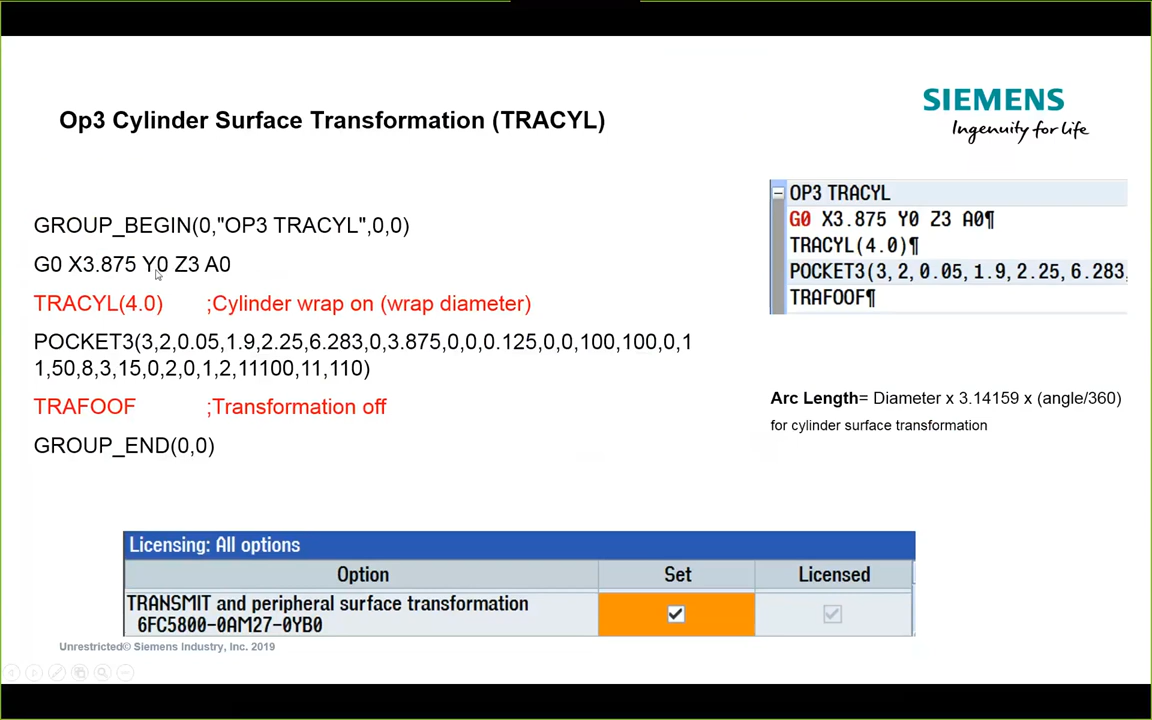 SIEMENS
Ingenuity for life
Op3 Cylinder Surface Transformation (TRACYL)
GROUP_BEGIN(0,"OP3 TRACYL",0,0)
G0 X3.875 Y0 Z3 A0
TRACYL(4.0) ;Cylinder wrap on (wrap diameter)
POCKET3(3,2,0.05,1.9,2.25,6.283,0,3.875,0,0,0.125,0,0,100,100,0,1
1,50,8,3,15,0,2,0,1,2,11100,11,110)
TRAFOOF ;Transformation off
GROUP_END(0,0)
OP3 TRACYL
G0 X3.875 Y0 Z3 A0¶
TRACYL(4.0)¶
POCKET3(3,2,0.05,1.9,2.25,6.283,
TRAFOOF¶
Arc Length= Diameter x 3.14159 x (angle/360)
for cylinder surface transformation
Licensing: All options
Option Set Licensed
TRANSMIT and peripheral surface transformation
6FC5800-0AM27-0YB0
Unrestricted© Siemens Industry, Inc. 2019